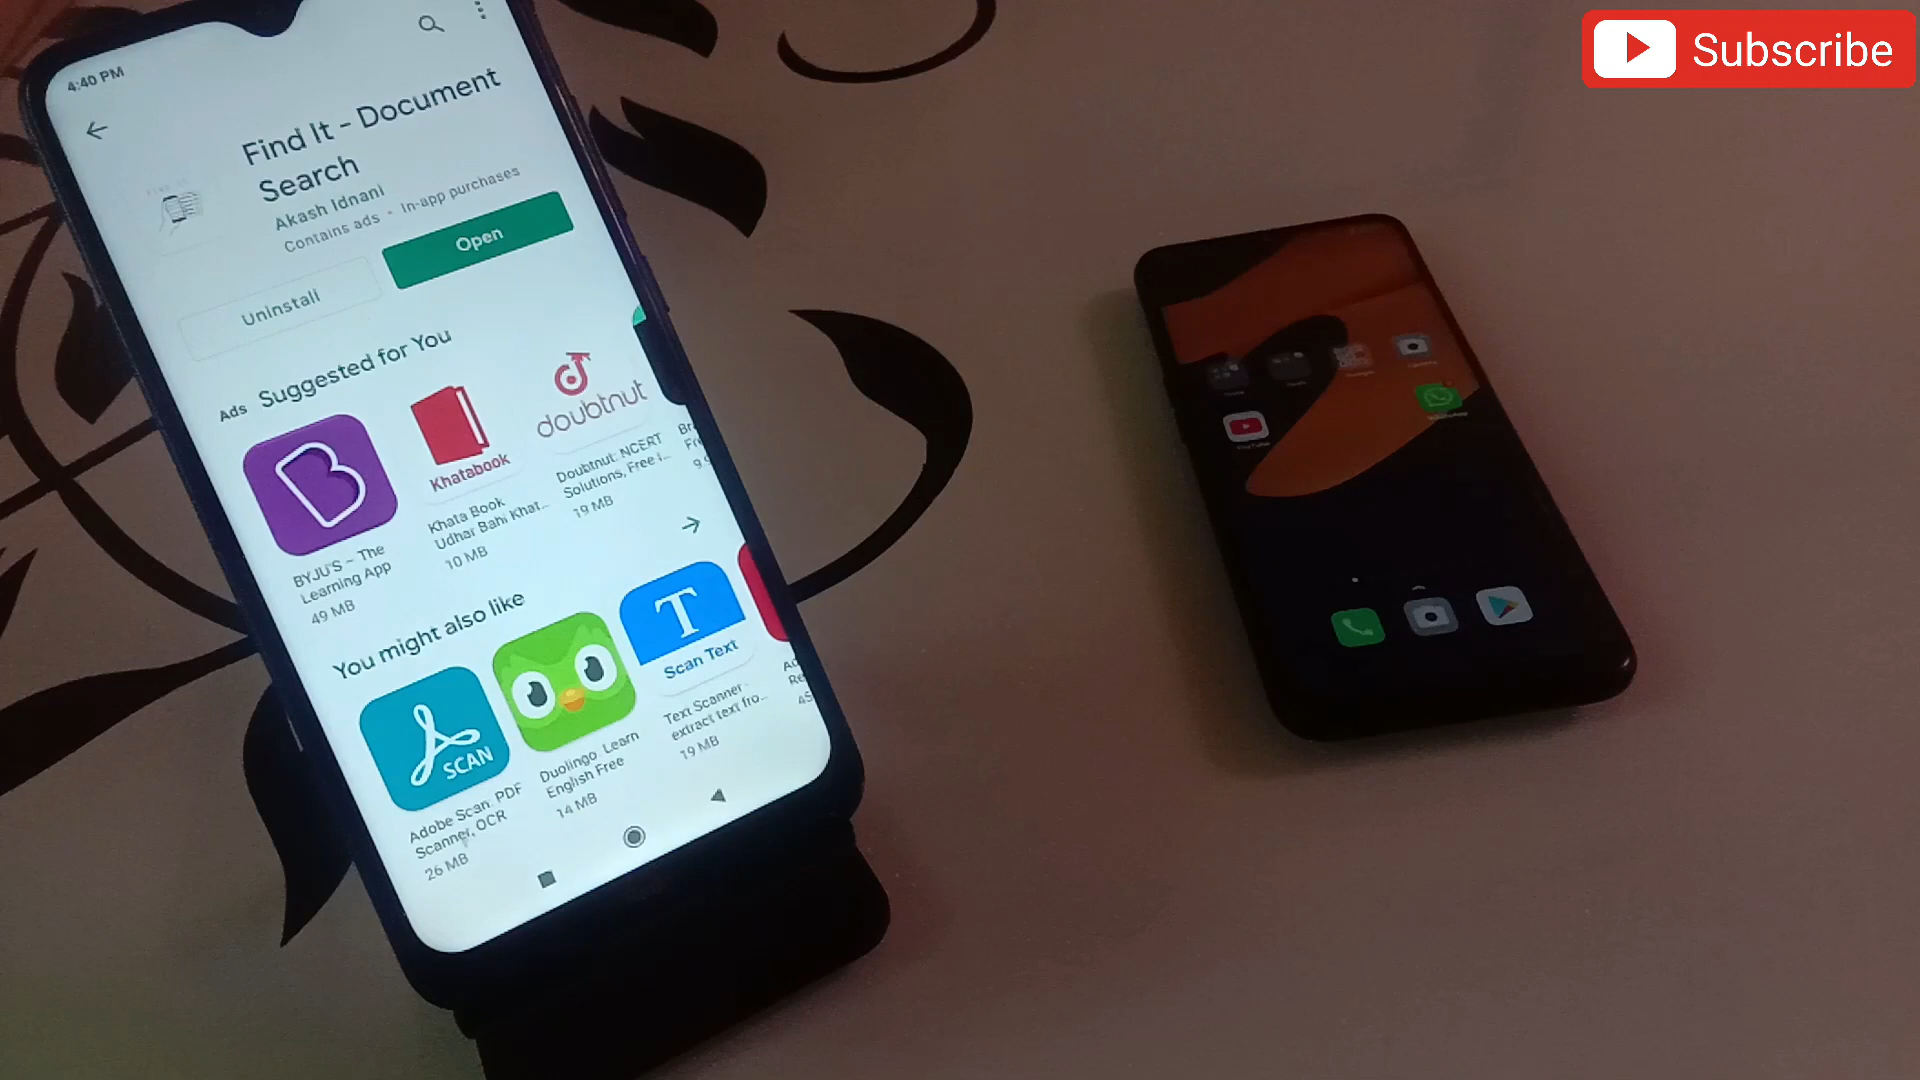 Subscribe
4:40 PM
Find It - Document
Search
Akash Idnani
Contains ads • In-app purchases
Uninstall
Open
Ads Suggested for You
Khatabook
doubtnut
BYJU'S – The
Learning App
49 MB
Khata Book
Udhar Bahi Khat...
10 MB
Doubtnut: NCERT
Solutions, Free I...
19 MB
You might also like
SCAN
T
Scan Text
Adobe Scan: PDF
Scanner, OCR
26 MB
Duolingo: Learn
English Free
14 MB
Text Scanner -
extract text fro...
19 MB